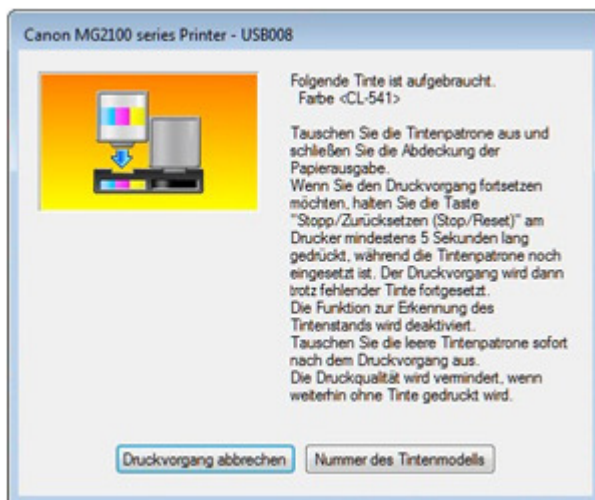 Canon MG2100 series Printer - USB008
Folgende Tinte ist aufgebraucht.
Farbe <CL-541>
Tauschen Sie die Tintenpatrone aus und
schließen Sie die Abdeckung der
Papierausgabe.
Wenn Sie den Druckvorgang fortsetzen
möchten, halten Sie die Taste
"Stopp/Zurücksetzen (Stop/Reset)" am
Drucker mindestens 5 Sekunden lang
gedrückt, während die Tintenpatrone noch
eingesetzt ist. Der Druckvorgang wird dann
trotz fehlender Tinte fortgesetzt.
Die Funktion zur Erkennung des
Tintenstands wird deaktiviert.
Tauschen Sie die leere Tintenpatrone sofort
nach dem Druckvorgang aus.
Die Druckqualität wird vermindert, wenn
weiterhin ohne Tinte gedruckt wird.
Druckvorgang abbrechen
Nummer des Tintenmodells